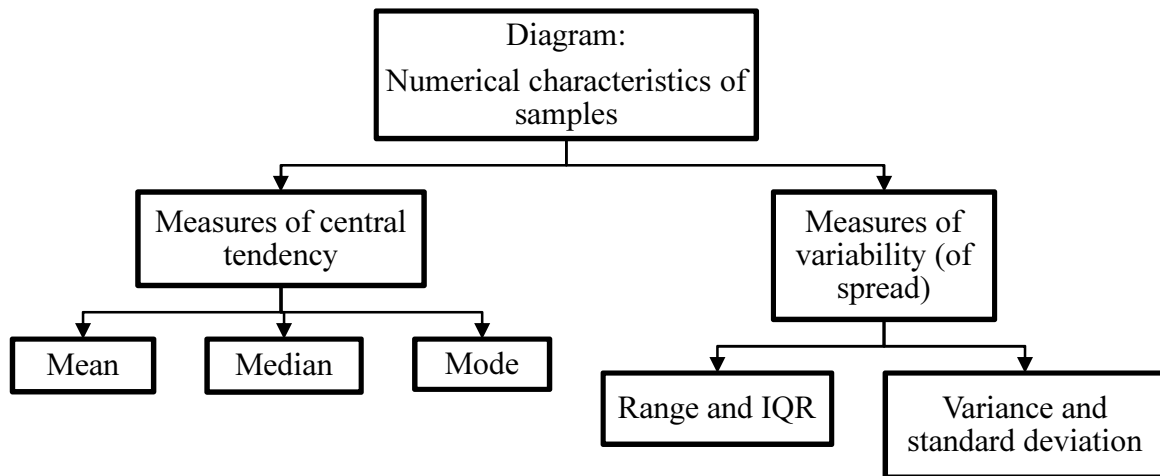 Diagram:
Numerical characteristics of
samples
Measures of central
tendency
Measures of
variability (of
spread)
Mean
Median
Mode
Range and IQR
Variance and
standard deviation